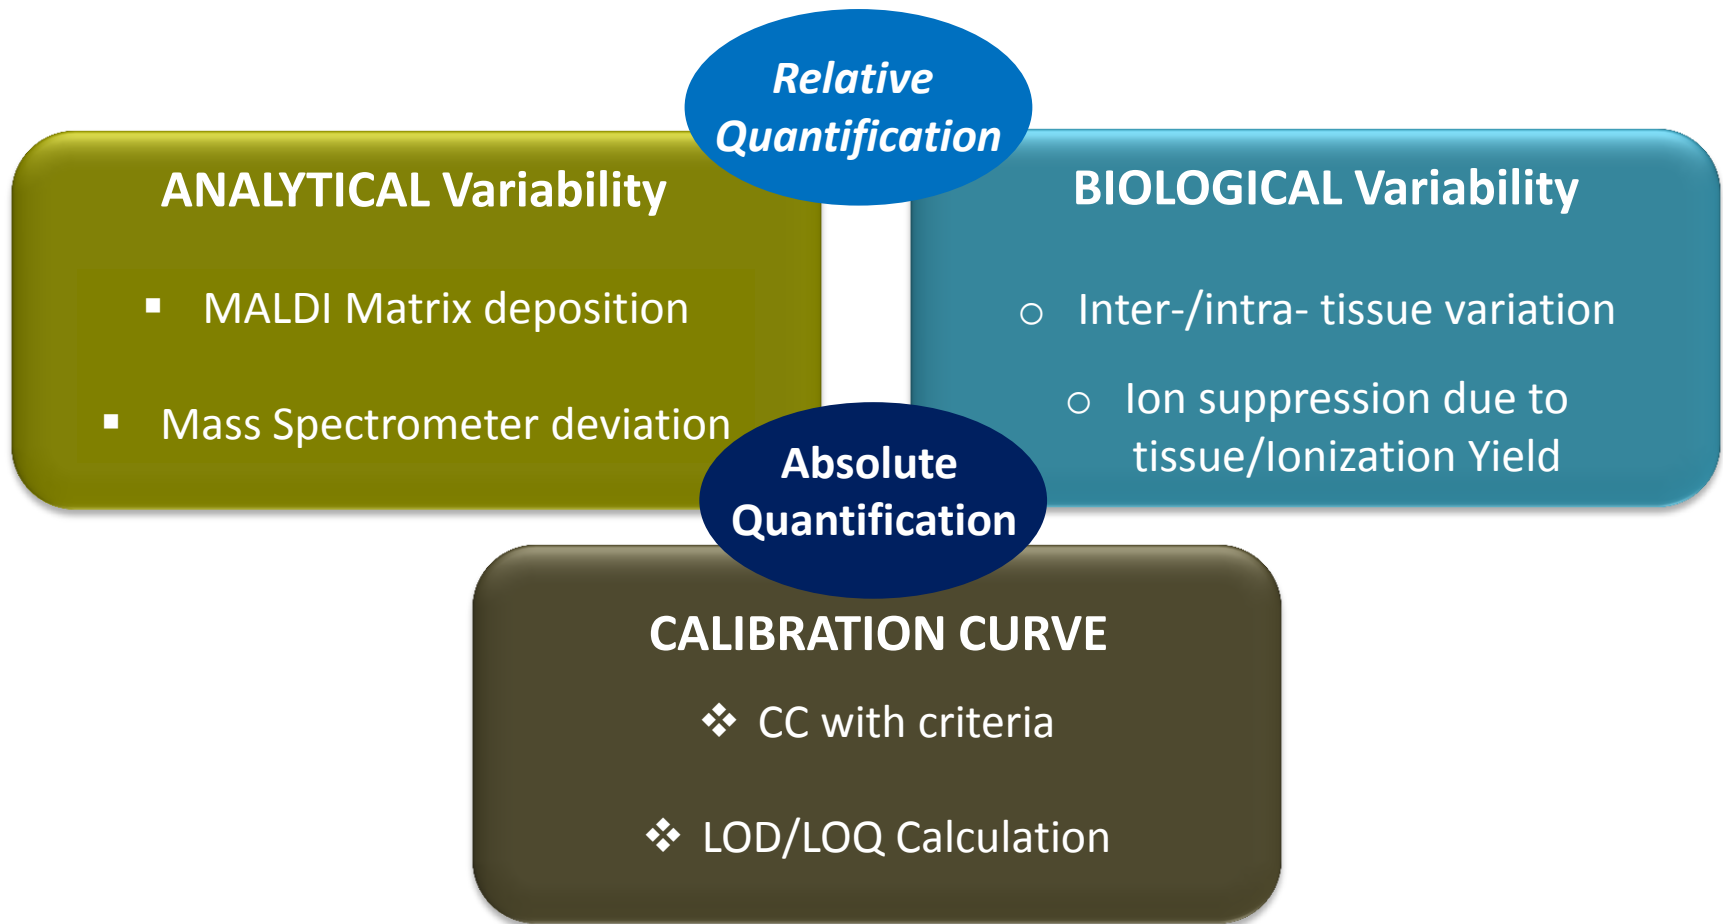 Relative
Quantification
ANALYTICAL Variability
▪ MALDI Matrix deposition
▪ Mass Spectrometer deviation
BIOLOGICAL Variability
o Inter-/intra- tissue variation
o Ion suppression due to
tissue/Ionization Yield
Absolute
Quantification
CALIBRATION CURVE
❖ CC with criteria
❖ LOD/LOQ Calculation